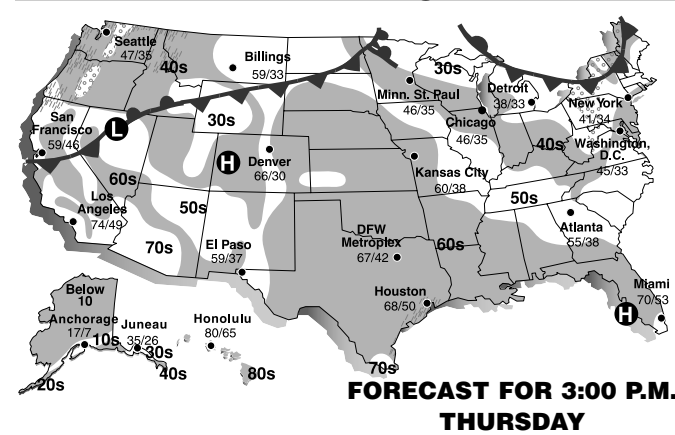 Seattle
47/35
40s
Billings
59/33
30s
Minn. St. Paul
46/35
Detroit
38/33
New York
41/34
Chicago
46/35
San
Francisco
59/46
L
30s
H
Denver
66/30
Kansas City
60/38
40s
Washington,
D.C.
45/33
60s
Los
Angeles
74/49
50s
50s
70s
El Paso
59/37
DFW
Metroplex
67/42
60s
Atlanta
55/38
Houston
68/50
Miami
70/53
H
Below
10
Anchorage
17/7
10s
Juneau
35/26
30s
40s
20s
Honolulu
80/65
80s
70s
FORECAST FOR 3:00 P.M.
THURSDAY